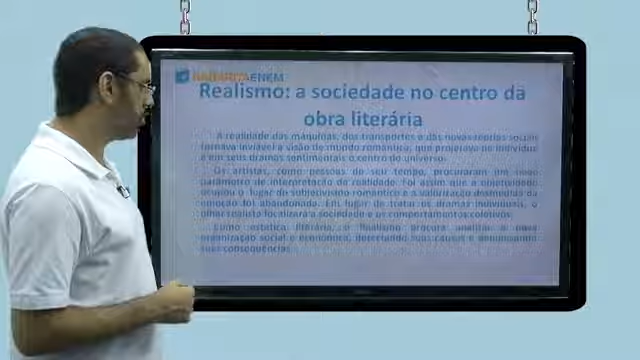 GABARITAENEM
Realismo: a sociedade no centro da
obra literária
A realidade das máquinas, dos transportes e das novas teorias sociais
tornava inviável a visão de mundo romântica, que projetava no indivíduo
e em seus dramas sentimentais o centro do universo.
Os artistas, como pessoas do seu tempo, procuraram um novo
parâmetro de interpretação da realidade. Foi assim que a objetividade
ocupou o lugar do subjetivismo romântico e a valorização desmedida da
emoção foi abandonada. Em lugar de tratar os dramas individuais, o
olhar realista focalizará a sociedade e os comportamentos coletivos.
Como estética literária, o Realismo procura analisar a nova
organização social e econômica, detectando suas causas e denunciando
suas consequências.